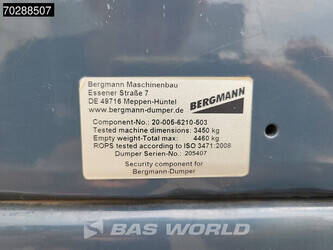 70288507
Bergmann Maschinenbau
Essener Straße 7
DE 49716 Meppen-Hüntel
www.bergmann-dumper.de
BERGMANN
Component-No.: 20-006-6210-503
Tested machine dimensions: 3450 kg
Empty weight-Total max: 4460 kg
ROPS tested according to ISO 3471:2008
Dumper Serien-No.: 205407
Security component for
Bergmann-Dumper
BAS WORLD